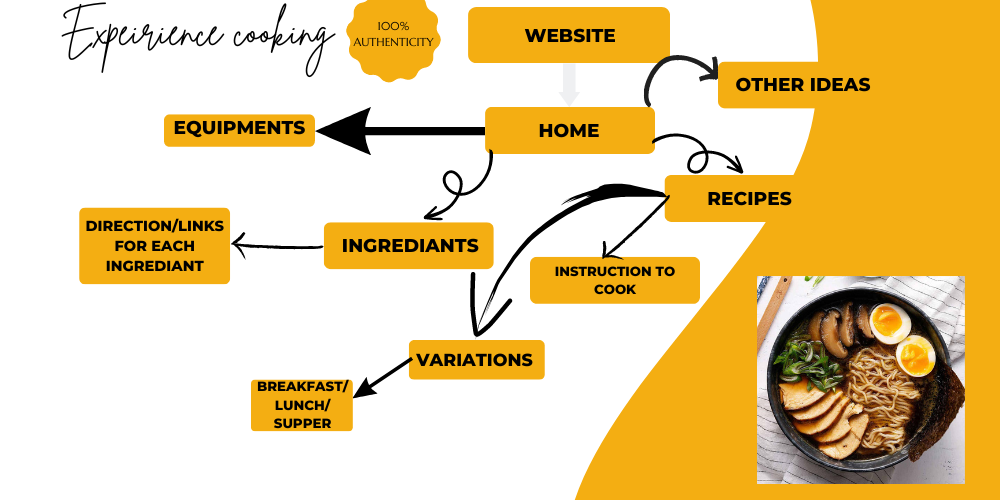 Expeirience cooking
100%
AUTHENTICITY
WEBSITE
OTHER IDEAS
EQUIPMENTS
HOME
RECIPES
DIRECTION/LINKS
FOR EACH
INGREDIANT
INGREDIANTS
INSTRUCTION TO
COOK
VARIATIONS
BREAKFAST/
LUNCH/
SUPPER